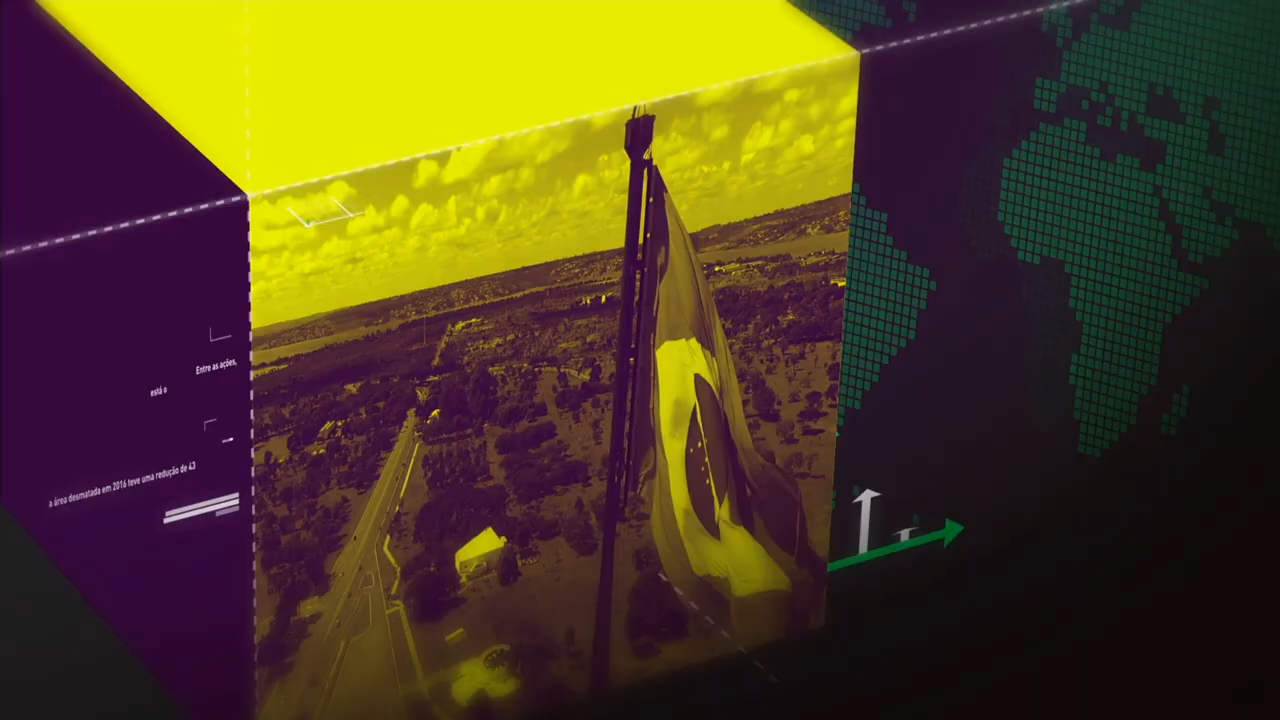 Entre as ações,
está o
a área desmatada em 2016 teve uma redução de 43